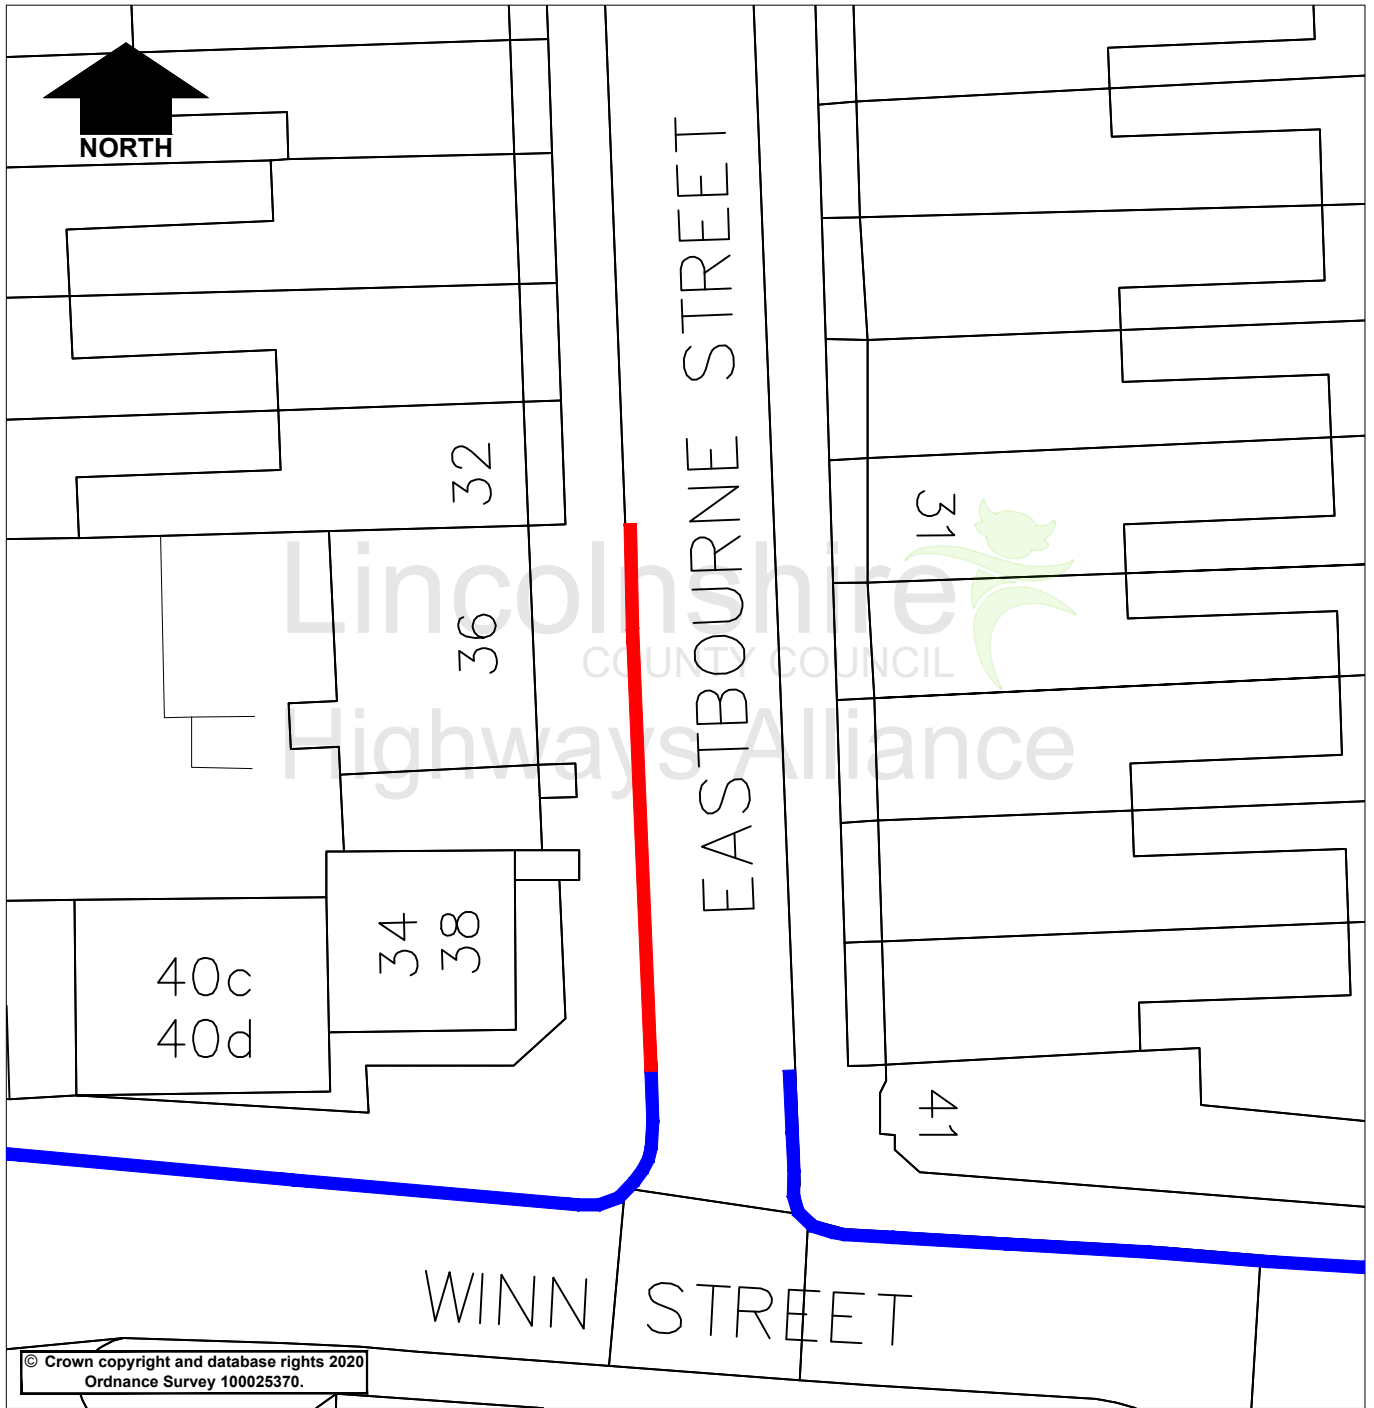 NORTH
EASTBOURNE STREET
32
31
Lincolnshire
COUNTY COUNCIL
36
Highways Alliance
34
38
40c
40d
41
WINN STREET
© Crown copyright and database rights 2020
Ordnance Survey 100025370.